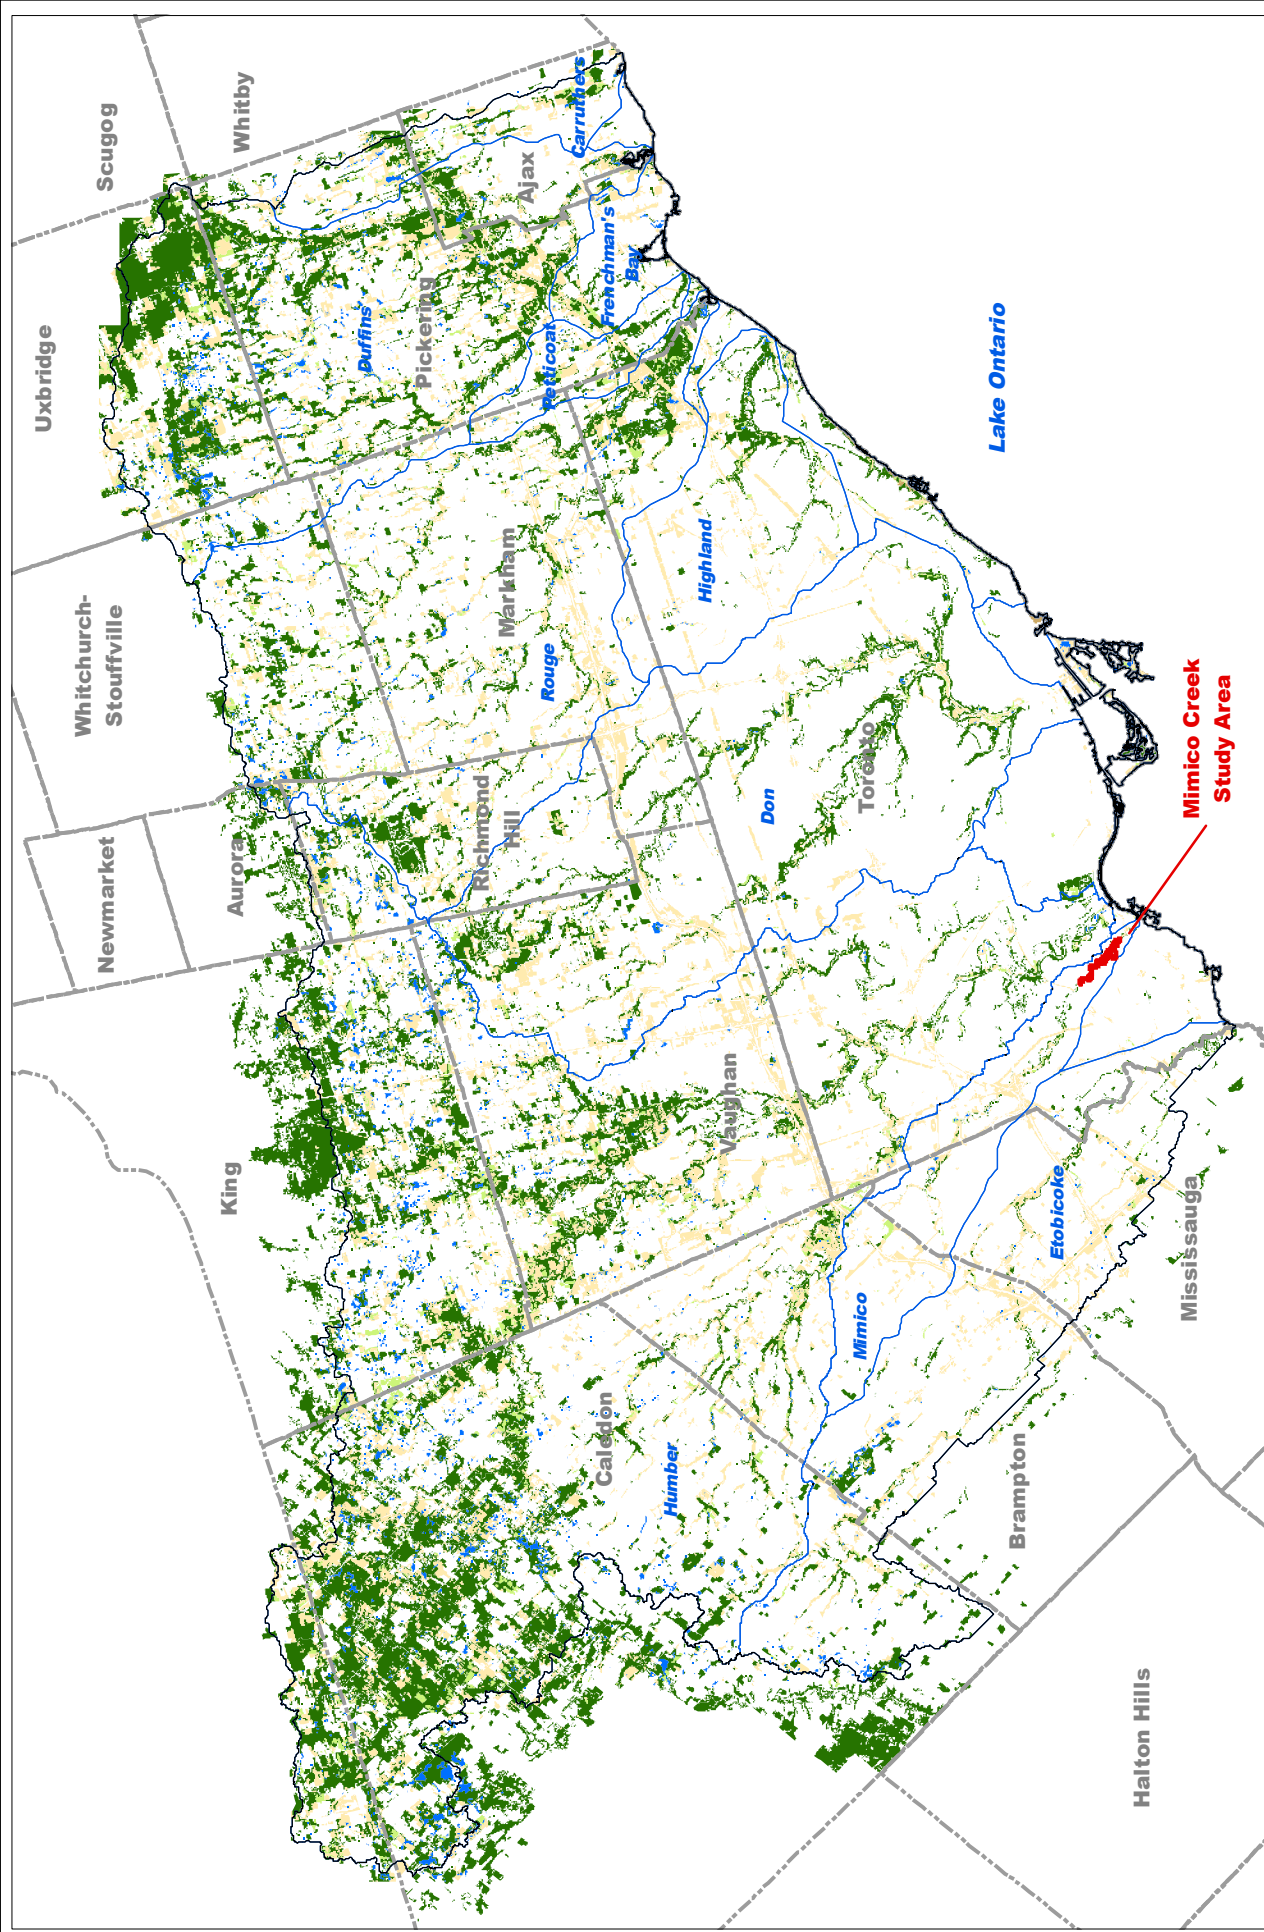 Scugog
Whitby
Uxbridge
Ajax
Carruthers
Frenchman's
Bay
Duffins
Pickering
Petticoat
Lake Ontario
Whitchurch-
Stouffville
Markham
Rouge
Highland
Newmarket
Aurora
Richmond
Hill
Don
Toronto
Mimico Creek
Study Area
King
Vaughan
Etobicoke
Mississauga
Mimico
Caledon
Humber
Brampton
Halton Hills